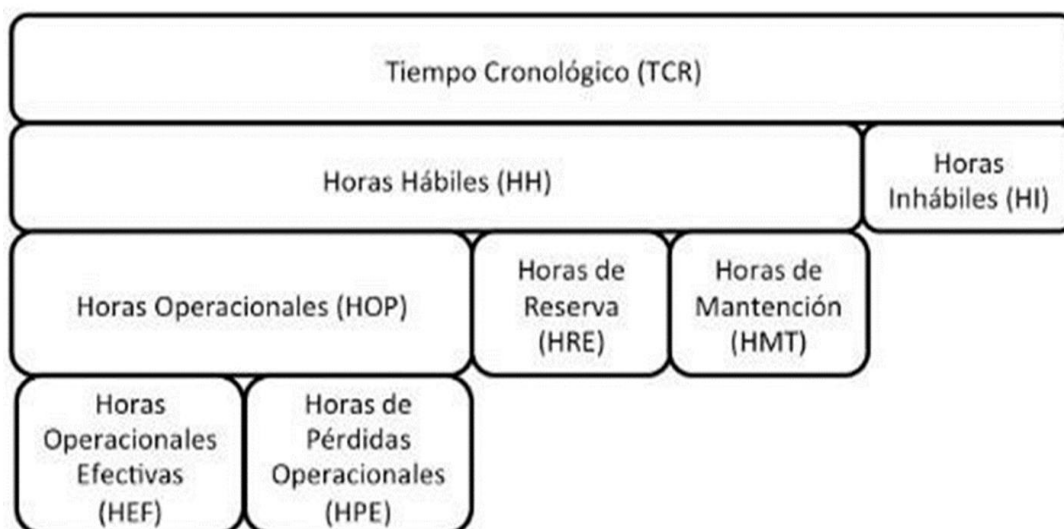 Tiempo Cronológico (TCR)
Horas Hábiles (HH)
Horas
Inhábiles (HI)
Horas Operacionales (HOP)
Horas de
Reserva
(HRE)
Horas de
Mantención
(HMT)
Horas
Operacionales
Efectivas
(HEF)
Horas de
Pérdidas
Operacionales
(HPE)